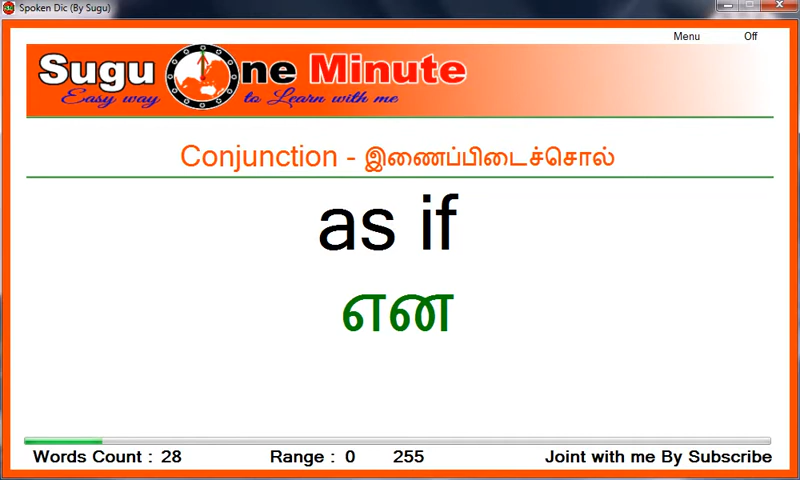 Spoken Dic (By Sugu)
Menu Off
Sugu One Minute
Easy way to Learn with me
Conjunction - இணைப்பிடைச்சொல்
as if
என
Words Count : 28 Range : 0 255 Joint with me By Subscribe